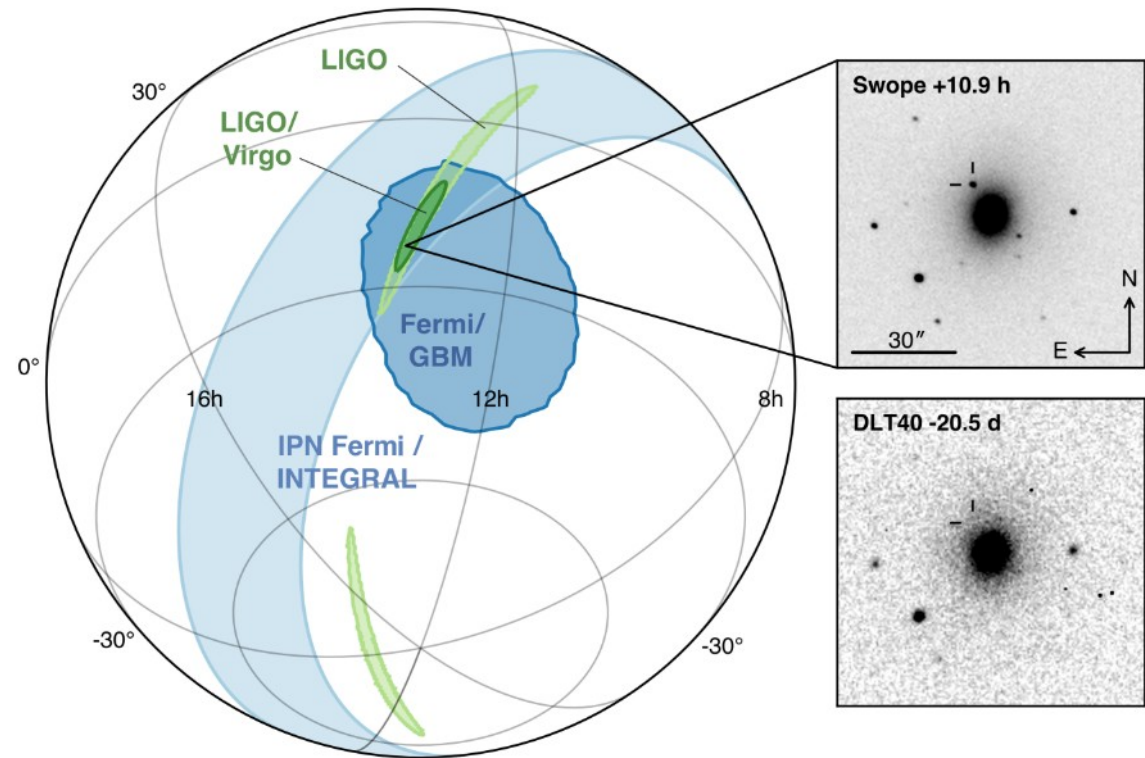 LIGO
LIGO/
Virgo
30°
0°
16h
12h
8h
Fermi/
GBM
IPN Fermi /
INTEGRAL
-30°
-30°
Swope +10.9 h
N
E
30″
DLT40 -20.5 d